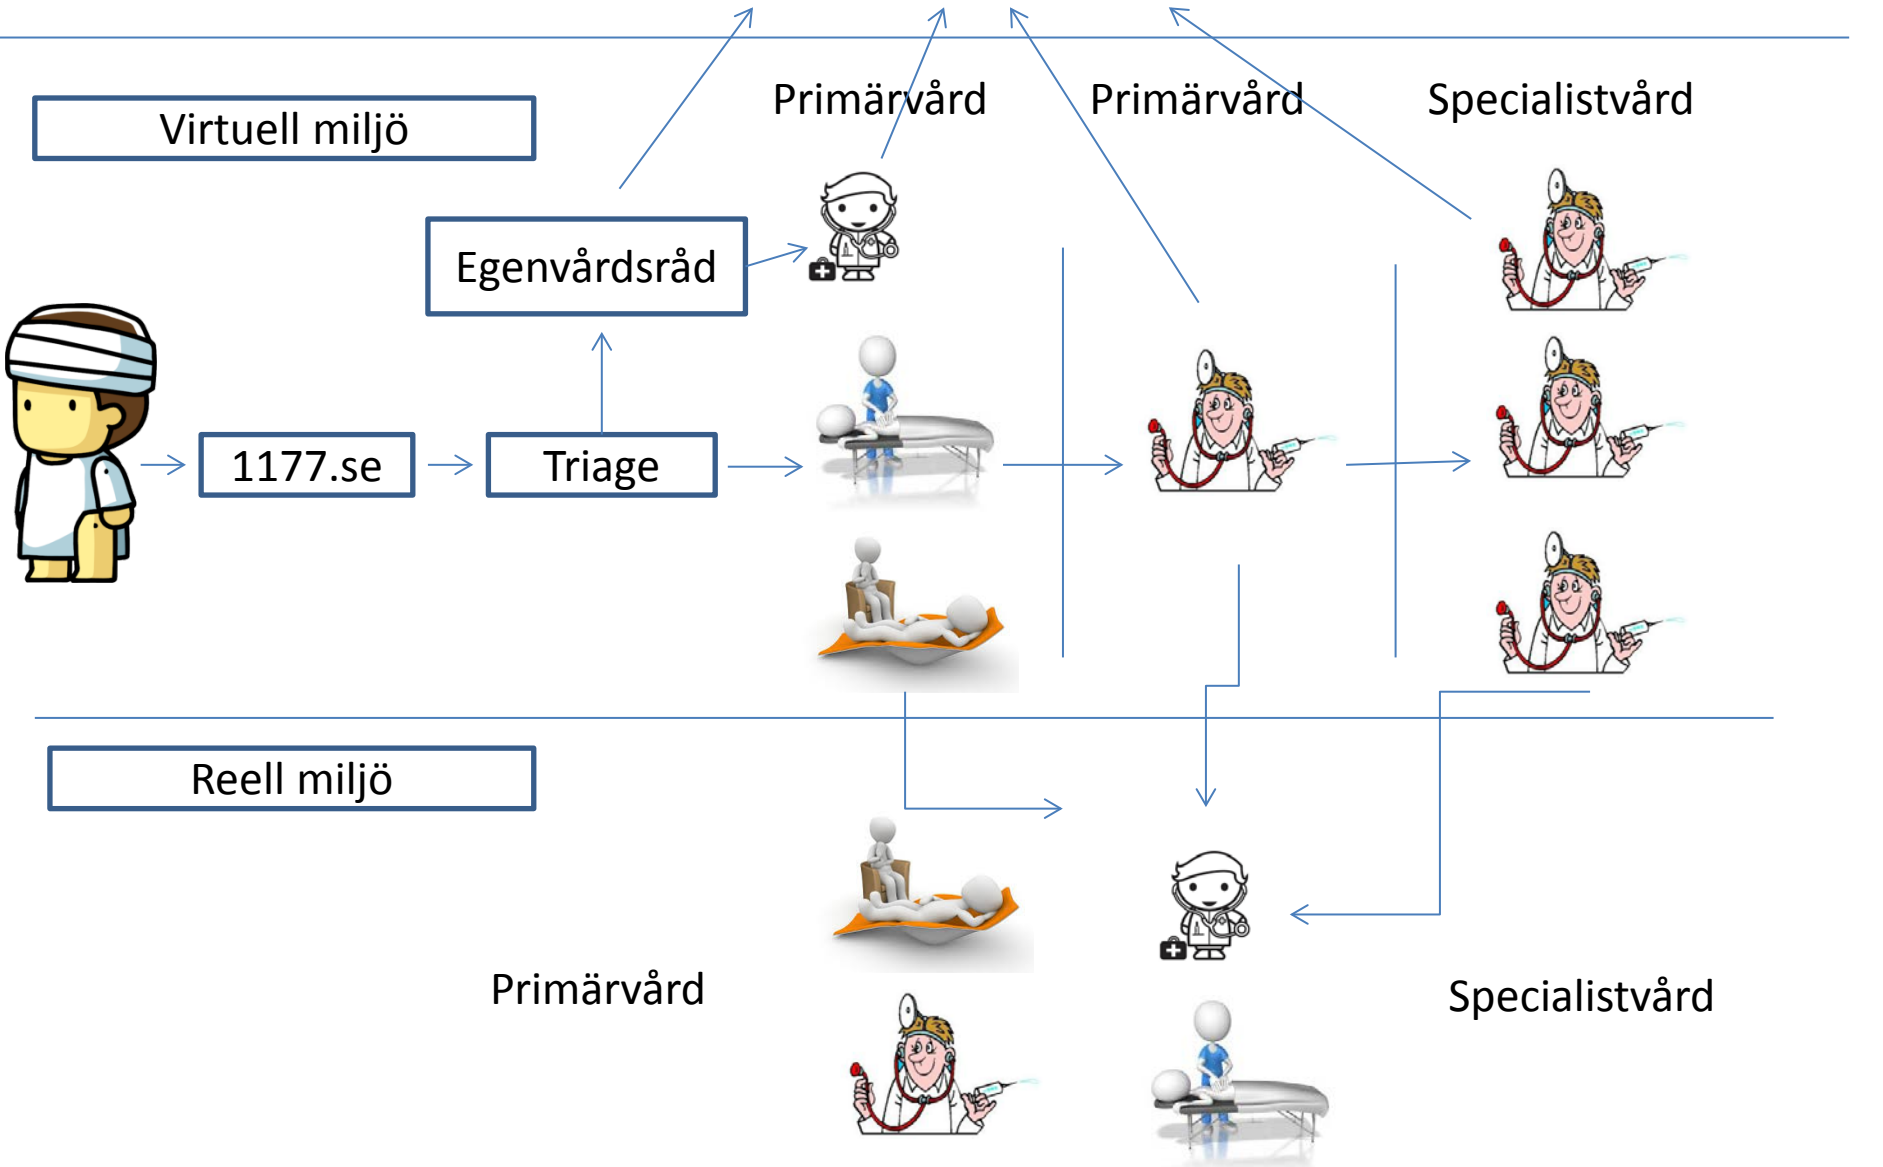 Primärvård
Primärvård
Specialistvård
Virtuell miljö
Egenvårdsråd
1177.se
Triage
Reell miljö
Primärvård
Specialistvård